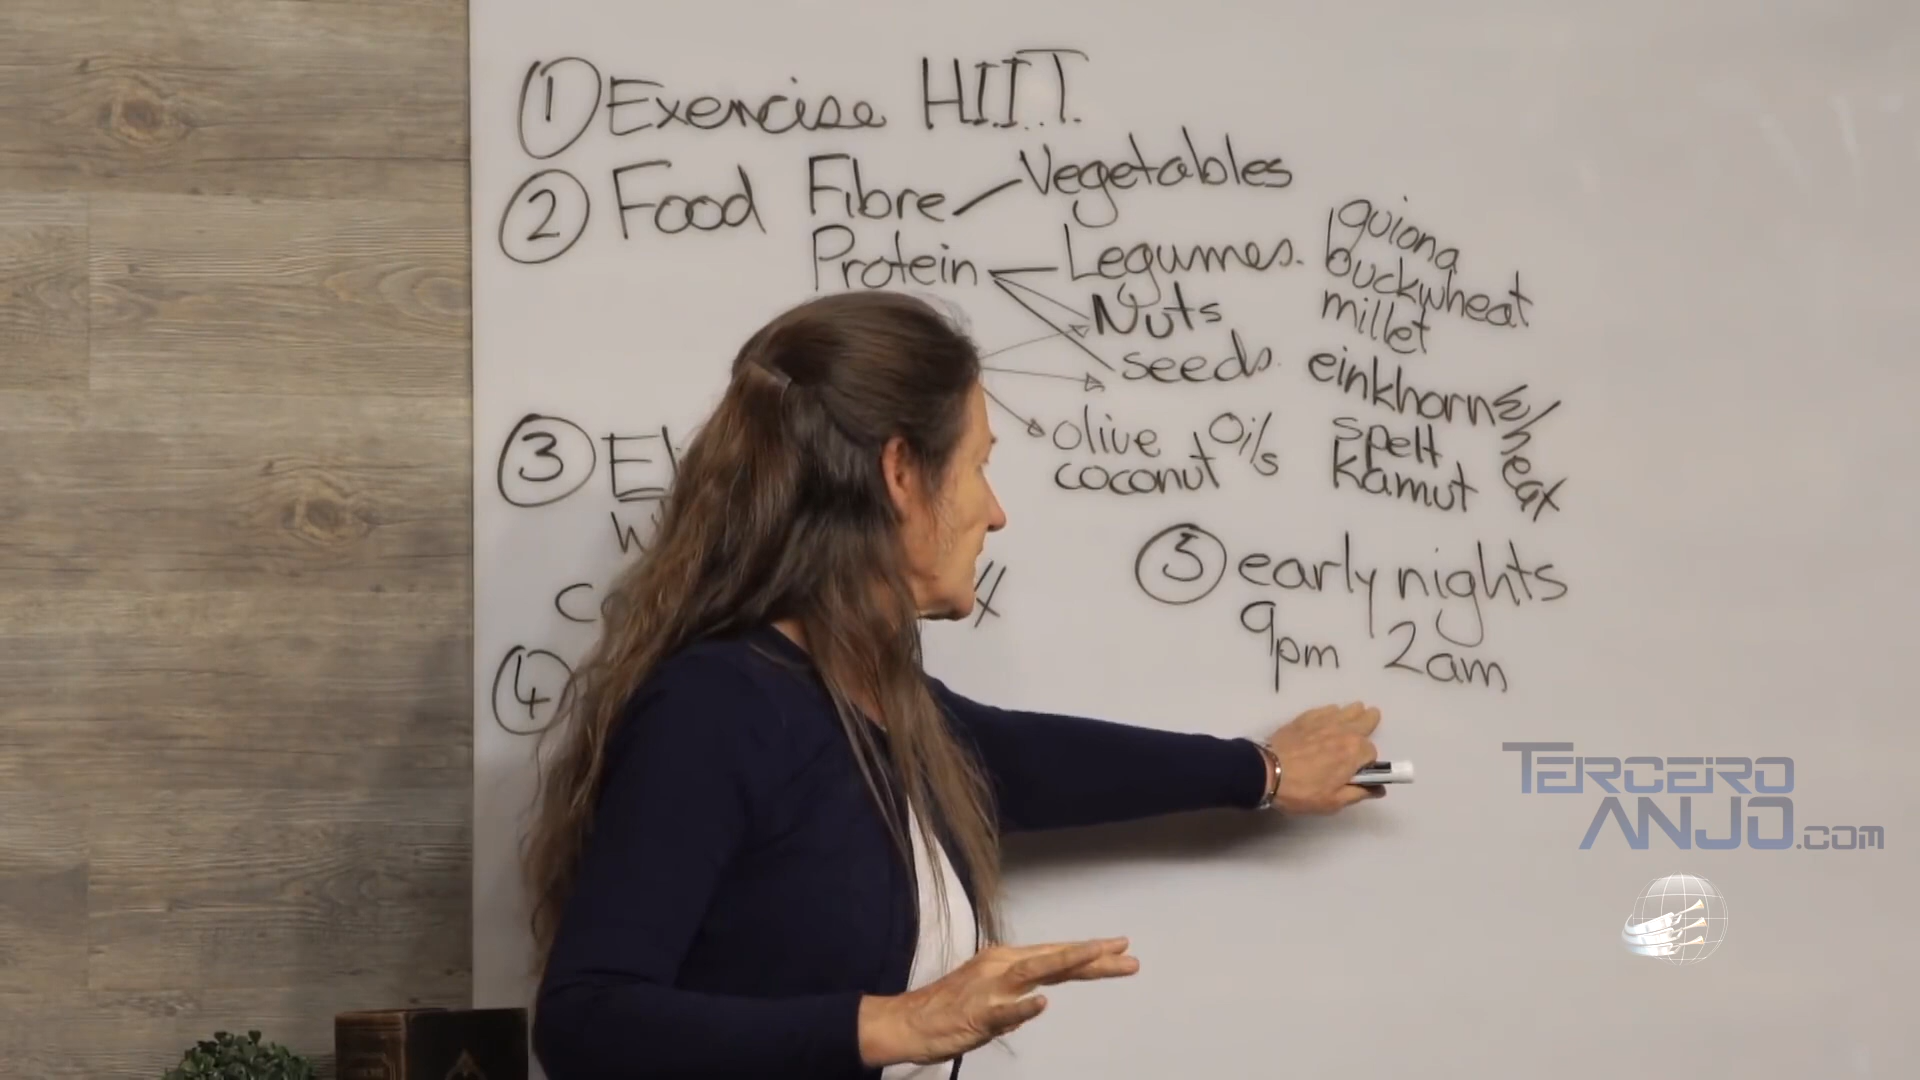 ① Exercise H.I.I.T.
② Food Fibre Vegetables
Protein Legumes.
Nuts
seeds.
olive oils
coconut
quiona
buckwheat
millet
einkhorn
spelt
kamut
③
④
⑤ early nights
9pm 2am
TERCEIRO
ANJO.COM